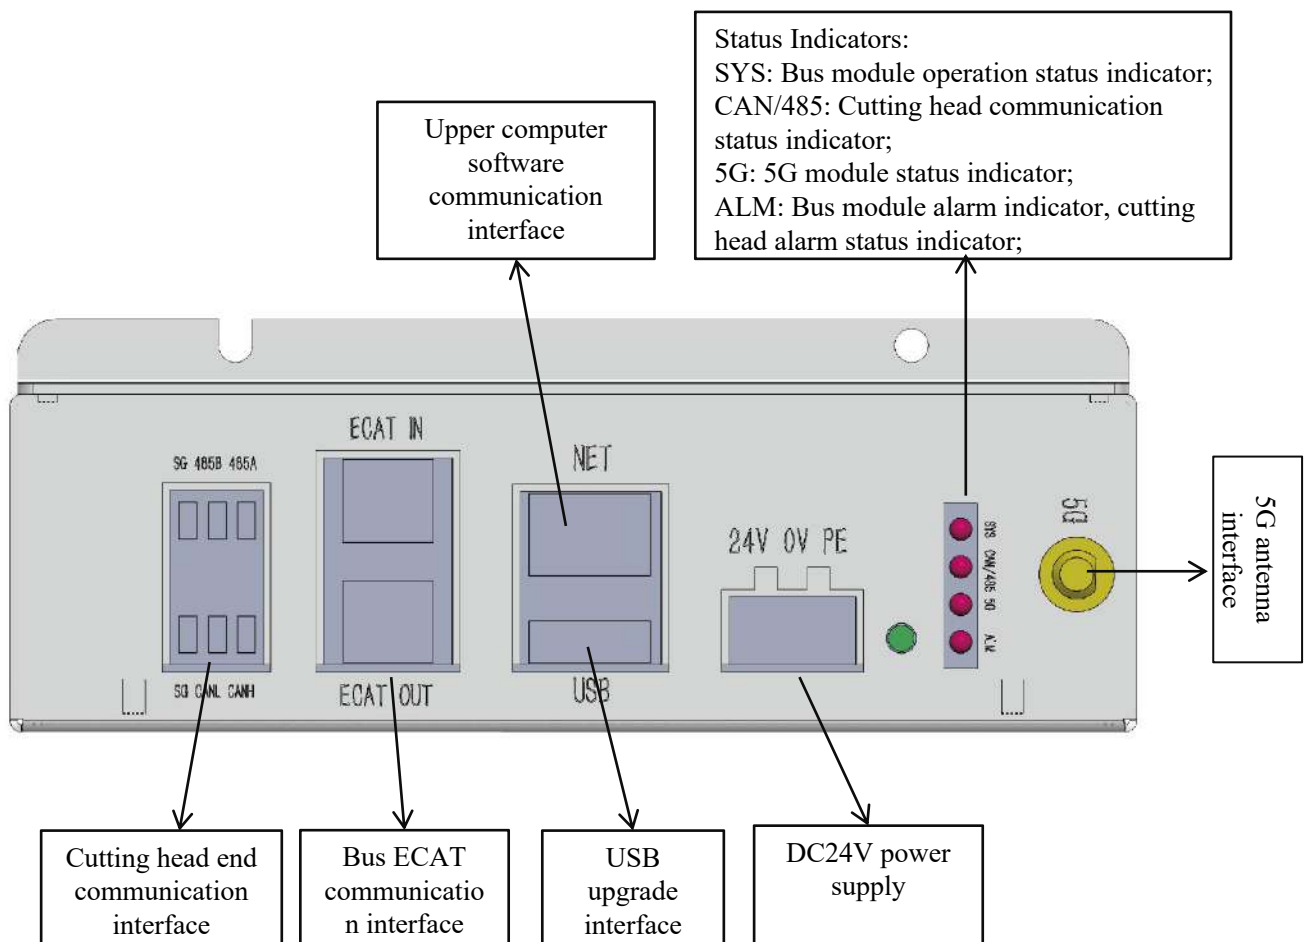 Status Indicators:
SYS: Bus module operation status indicator;
CAN/485: Cutting head communication
status indicator;
5G: 5G module status indicator;
ALM: Bus module alarm indicator, cutting
head alarm status indicator;
Upper computer
software
communication
interface
ECAT IN
NET
SG 485B 485A
24V 0V PE
SYS CAN/485 5G ALM
5G
5G antenna
interface
SG CANL CANH
ECAT OUT
USB
Cutting head end
communication
interface
Bus ECAT
communicatio
n interface
USB
upgrade
interface
DC24V power
supply